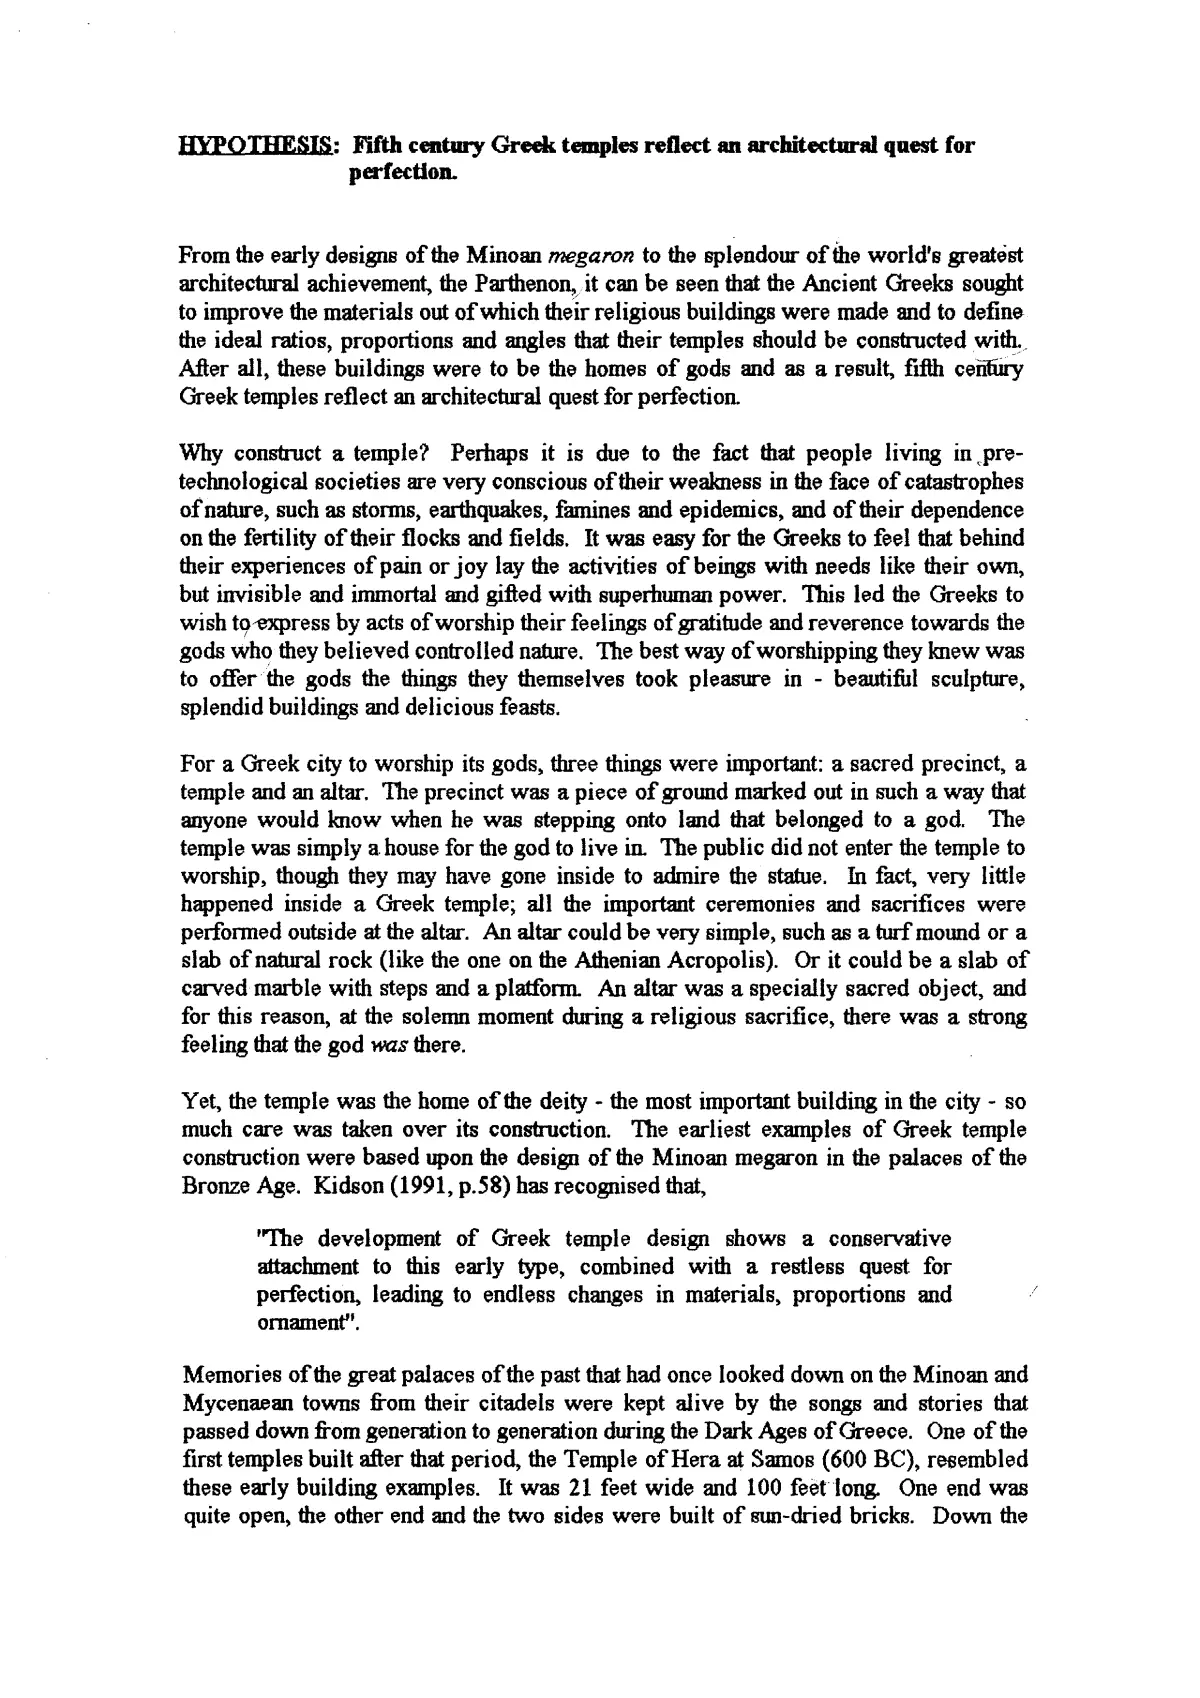 HYPOTHESIS: Fifth century Greek temples reflect an architectural quest for
perfection.
From the early designs of the Minoan megaron to the splendour of the world's greatest
architectural achievement, the Parthenon, it can be seen that the Ancient Greeks sought
to improve the materials out of which their religious buildings were made and to define
the ideal ratios, proportions and angles that their temples should be constructed with.
After all, these buildings were to be the homes of gods and as a result, fifth century
Greek temples reflect an architectural quest for perfection.
Why construct a temple? Perhaps it is due to the fact that people living in pre-
technological societies are very conscious of their weakness in the face of catastrophes
of nature, such as storms, earthquakes, famines and epidemics, and of their dependence
on the fertility of their flocks and fields. It was easy for the Greeks to feel that behind
their experiences of pain or joy lay the activities of beings with needs like their own,
but invisible and immortal and gifted with superhuman power. This led the Greeks to
wish to express by acts of worship their feelings of gratitude and reverence towards the
gods who they believed controlled nature. The best way of worshipping they knew was
to offer the gods the things they themselves took pleasure in - beautiful sculpture,
splendid buildings and delicious feasts.
For a Greek city to worship its gods, three things were important: a sacred precinct, a
temple and an altar. The precinct was a piece of ground marked out in such a way that
anyone would know when he was stepping onto land that belonged to a god. The
temple was simply a house for the god to live in. The public did not enter the temple to
worship, though they may have gone inside to admire the statue. In fact, very little
happened inside a Greek temple; all the important ceremonies and sacrifices were
performed outside at the altar. An altar could be very simple, such as a turf mound or a
slab of natural rock (like the one on the Athenian Acropolis). Or it could be a slab of
carved marble with steps and a platform. An altar was a specially sacred object, and
for this reason, at the solemn moment during a religious sacrifice, there was a strong
feeling that the god was there.
Yet, the temple was the home of the deity - the most important building in the city - so
much care was taken over its construction. The earliest examples of Greek temple
construction were based upon the design of the Minoan megaron in the palaces of the
Bronze Age. Kidson (1991, p.58) has recognised that,
"The development of Greek temple design shows a conservative
attachment to this early type, combined with a restless quest for
perfection, leading to endless changes in materials, proportions and
ornament".
Memories of the great palaces of the past that had once looked down on the Minoan and
Mycenaean towns from their citadels were kept alive by the songs and stories that
passed down from generation to generation during the Dark Ages of Greece. One of the
first temples built after that period, the Temple of Hera at Samos (600 BC), resembled
these early building examples. It was 21 feet wide and 100 feet long. One end was
quite open, the other end and the two sides were built of sun-dried bricks. Down the